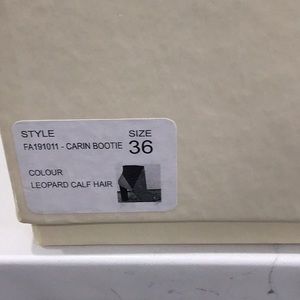 STYLE SIZE
FA191011 - CARIN BOOTIE 36
COLOUR
LEOPARD CALF HAIR